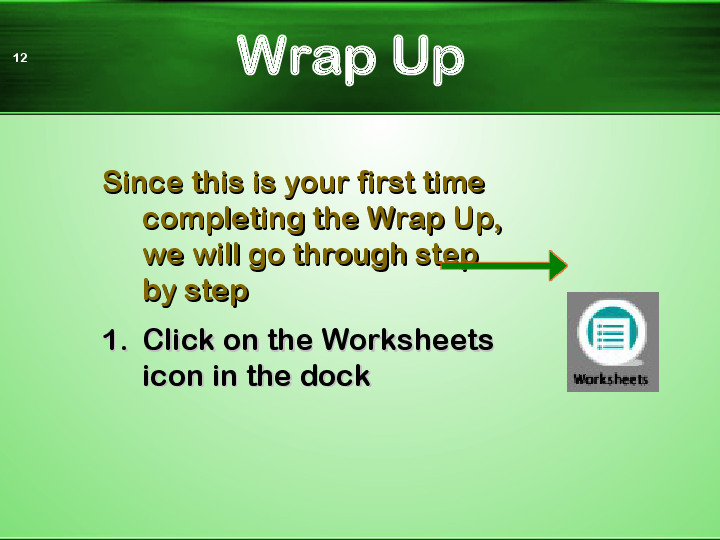 12
Wrap Up
Since this is your first time
completing the Wrap Up,
we will go through step
by step
1. Click on the Worksheets
icon in the dock
Worksheets